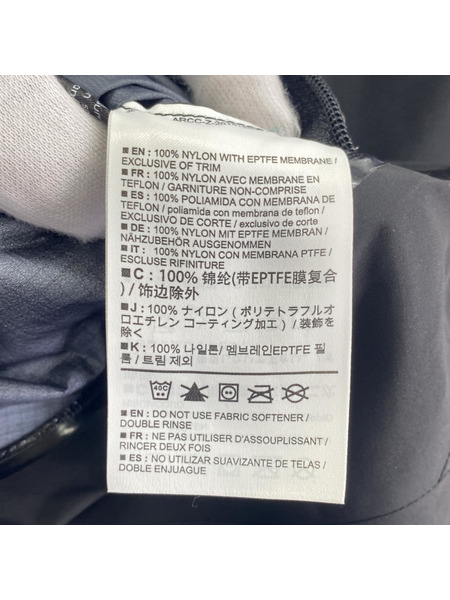 ■ EN: 100% NYLON WITH EPTFE MEMBRANE /
EXCLUSIVE OF TRIM
■ FR: 100% NYLON AVEC MEMBRANE EN
TEFLON / GARNITURE NON-COMPRISE
■ ES: 100% POLIAMIDA CON MEMBRANA DE
TEFLON / poliamida con membrana de teflon /
EXCLUSIVO DE CORTE / exclusivo de corte
■ DE: 100% NYLON MIT EPTFE MEMBRAN /
NÄHZUBEHÖR AUSGENOMMEN
■ IT: 100% NYLON CON MEMBRANA PTFE /
ESCLUSE RIFINITURE
■ C: 100% 锦纶(带EPTFE膜复合
) / 饰边除外
■ J: 100% ナイロン ( ポリテトラフルオ
ロエチレン コーティング加工 ) / 装飾を
除く
■ K: 100% 나일론/ 멤브레인EPTFE 필
름 / 트림 제외
40C
■ EN: DO NOT USE FABRIC SOFTENER /
DOUBLE RINSE
■ FR: NE PAS UTILISER D'ASSOUPLISSANT /
RINCER DEUX FOIS
■ ES: NO UTILIZAR SUAVIZANTE DE TELAS /
DOBLE ENJUAGUE